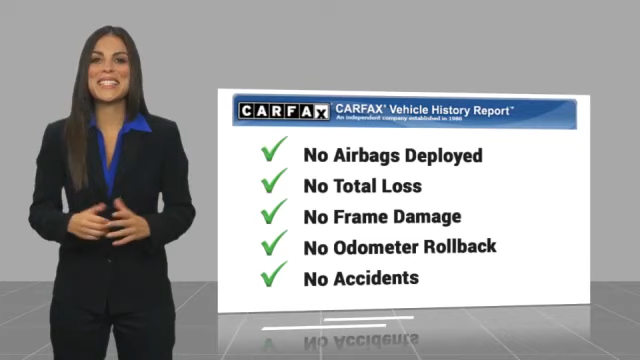 CARFAX CARFAX® Vehicle History Report™
An independent company established in 1986
No Airbags Deployed
No Total Loss
No Frame Damage
No Odometer Rollback
No Accidents